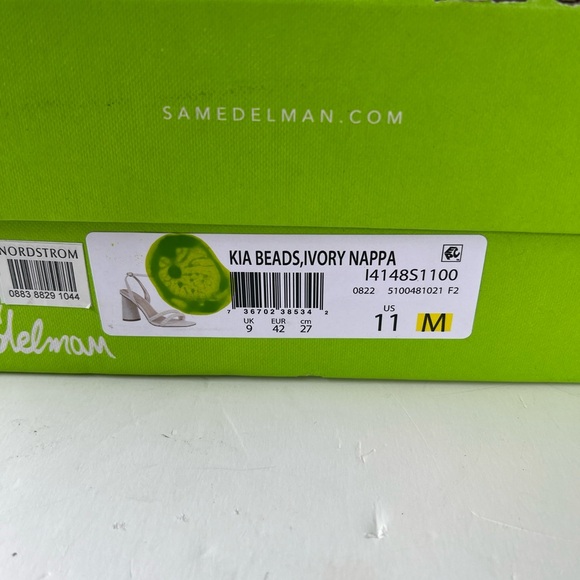 SAMEDELMAN.COM
NORDSTROM
0883 8829 1044
KIA BEADS,IVORY NAPPA
I4148S1100
0822 5100481021 F2
7 36702 38534 2
UK EUR cm
9 42 27
US
11 M
delman